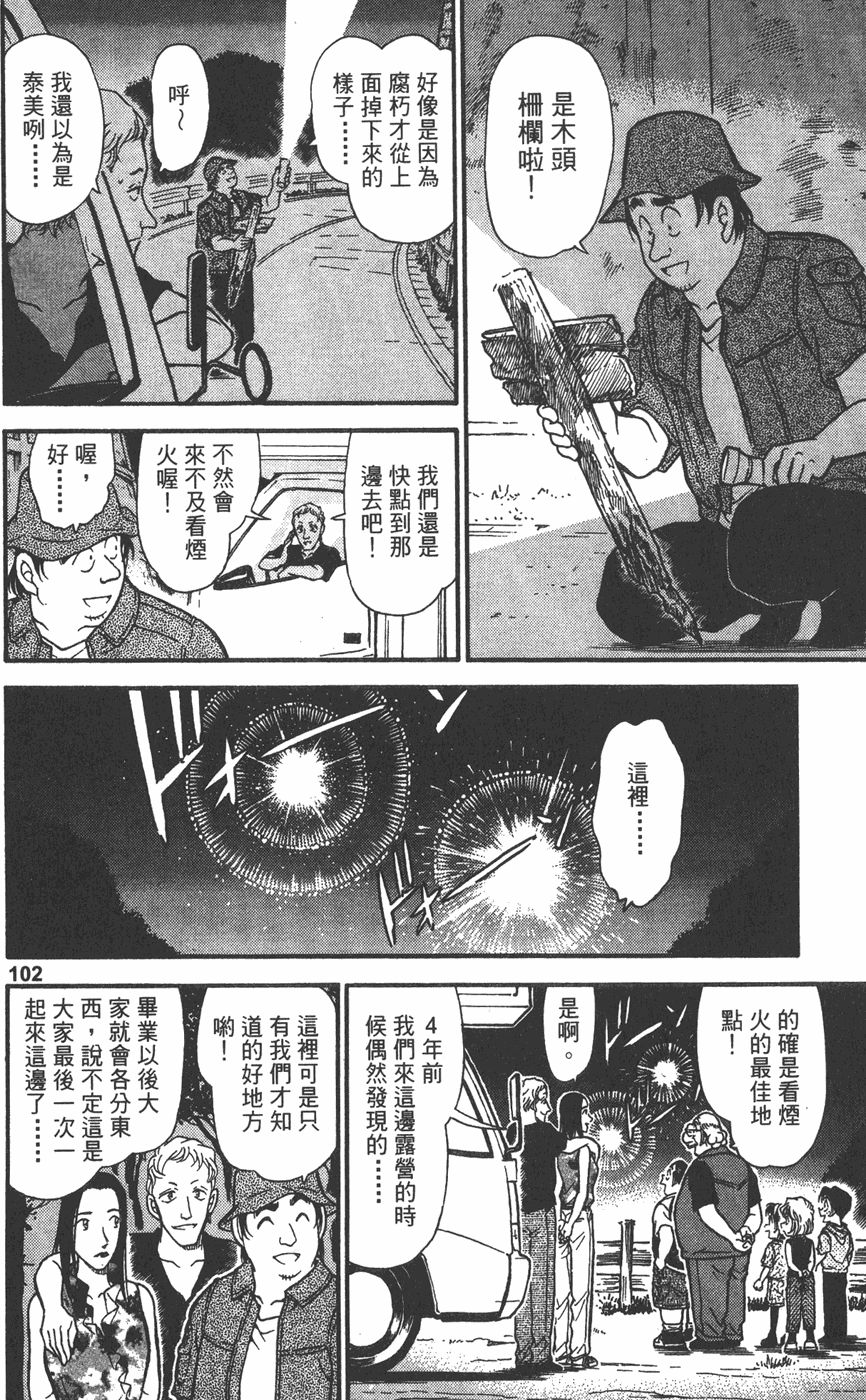 是木頭
柵欄啦！
好像是因為
腐朽才從上
面掉下來的
樣子……
呼～
我還以為是
泰美咧……
我們還是
快點到那
邊去吧！
不然會
來不及看煙
火喔！
喔，
好……
這裡……
ドォ
ドォ
的確是看煙
火的最佳地
點！
是啊。
4年前
我們來這邊露營的時
候偶然發現的……
這裡可是只
有我們才知
道的好地方
喲！
畢業以後大
家就會各分東
西，說不定這是
大家最後一次一
起來這邊了……
102